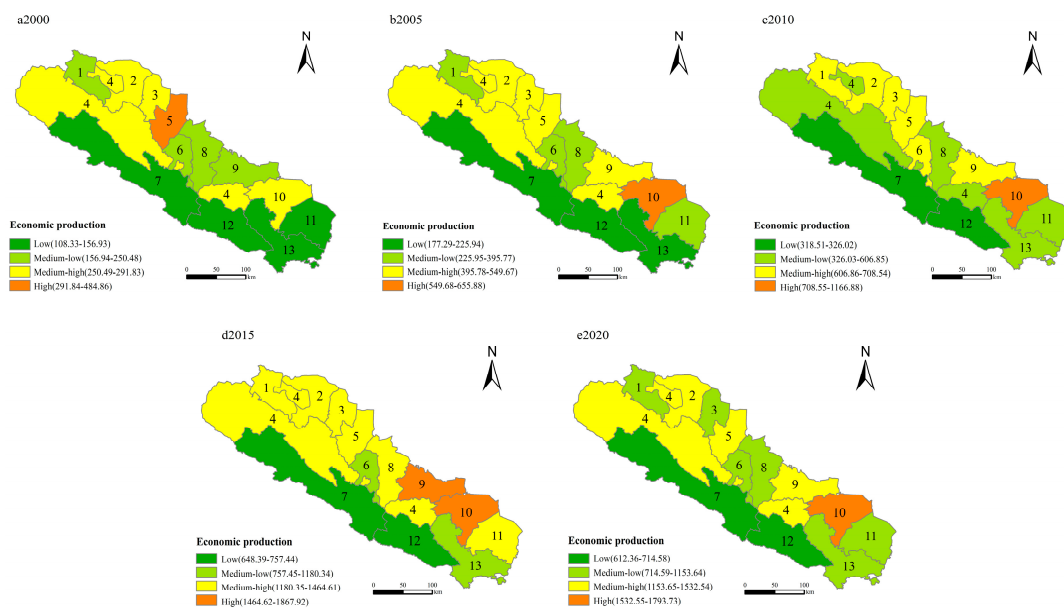 a2000
N
1
2
3
4
4
5
6
8
9
7
4
10
11
12
13
Economic production
Low(108.33-156.93)
Medium-low(156.94-250.48)
Medium-high(250.49-291.83)
High(291.84-484.86)
0 50 100
km
b2005
N
1
2
3
4
4
5
6
8
9
7
4
10
11
12
13
Economic production
Low(177.29-225.94)
Medium-low(225.95-395.77)
Medium-high(395.78-549.67)
High(549.68-655.88)
0 50 100
km
c2010
N
1
2
3
4
4
5
6
8
9
7
4
10
11
12
13
Economic production
Low(318.51-326.02)
Medium-low(326.03-606.85)
Medium-high(606.86-708.54)
High(708.55-1166.88)
0 50 100
km
d2015
N
1
2
3
4
4
5
6
8
9
7
4
10
11
12
13
Economic production
Low(648.39-757.44)
Medium-low(757.45-1180.34)
Medium-high(1180.35-1464.61)
High(1464.62-1867.92)
0 50 100
km
e2020
N
1
2
3
4
4
5
6
8
9
7
4
10
11
12
13
Economic production
Low(612.36-714.58)
Medium-low(714.59-1153.64)
Medium-high(1153.65-1532.54)
High(1532.55-1793.73)
0 50 100
km